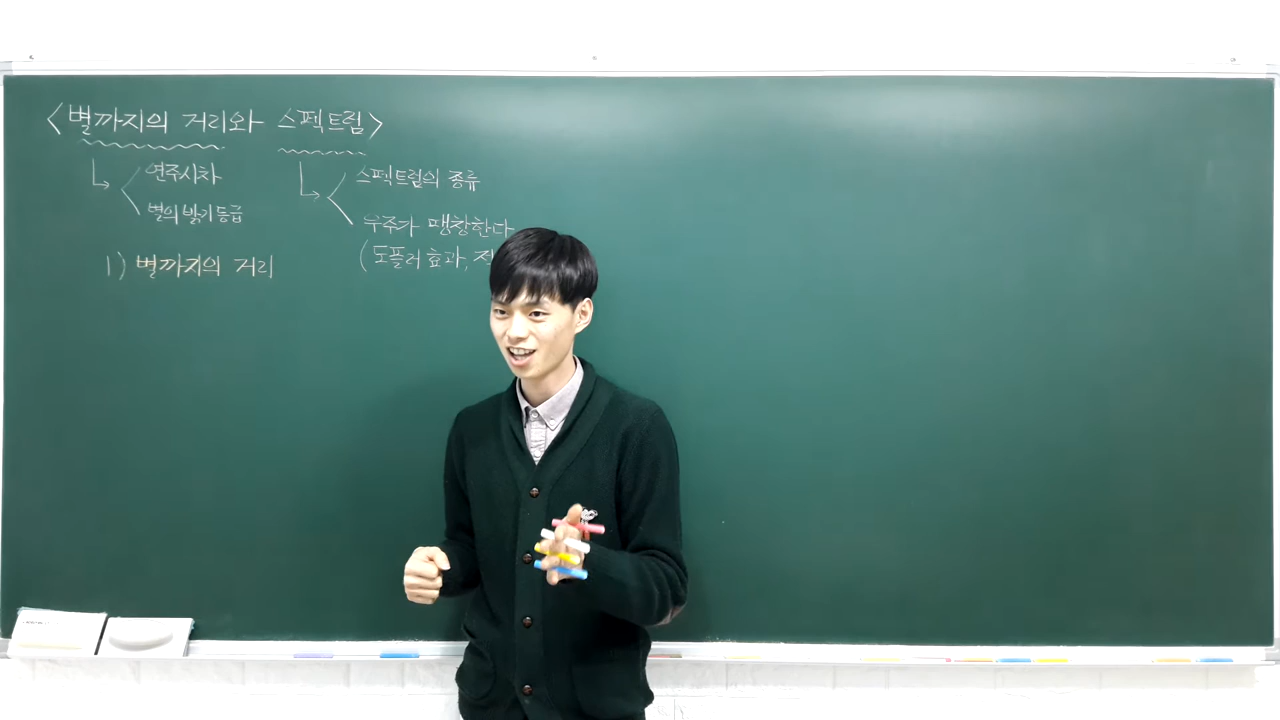 <별까지의 거리와 스펙트럼>
연주시차
별의 밝기등급
스펙트럼의 종류
우주가 팽창한다
(도플러 효과,
1) 별까지의 거리